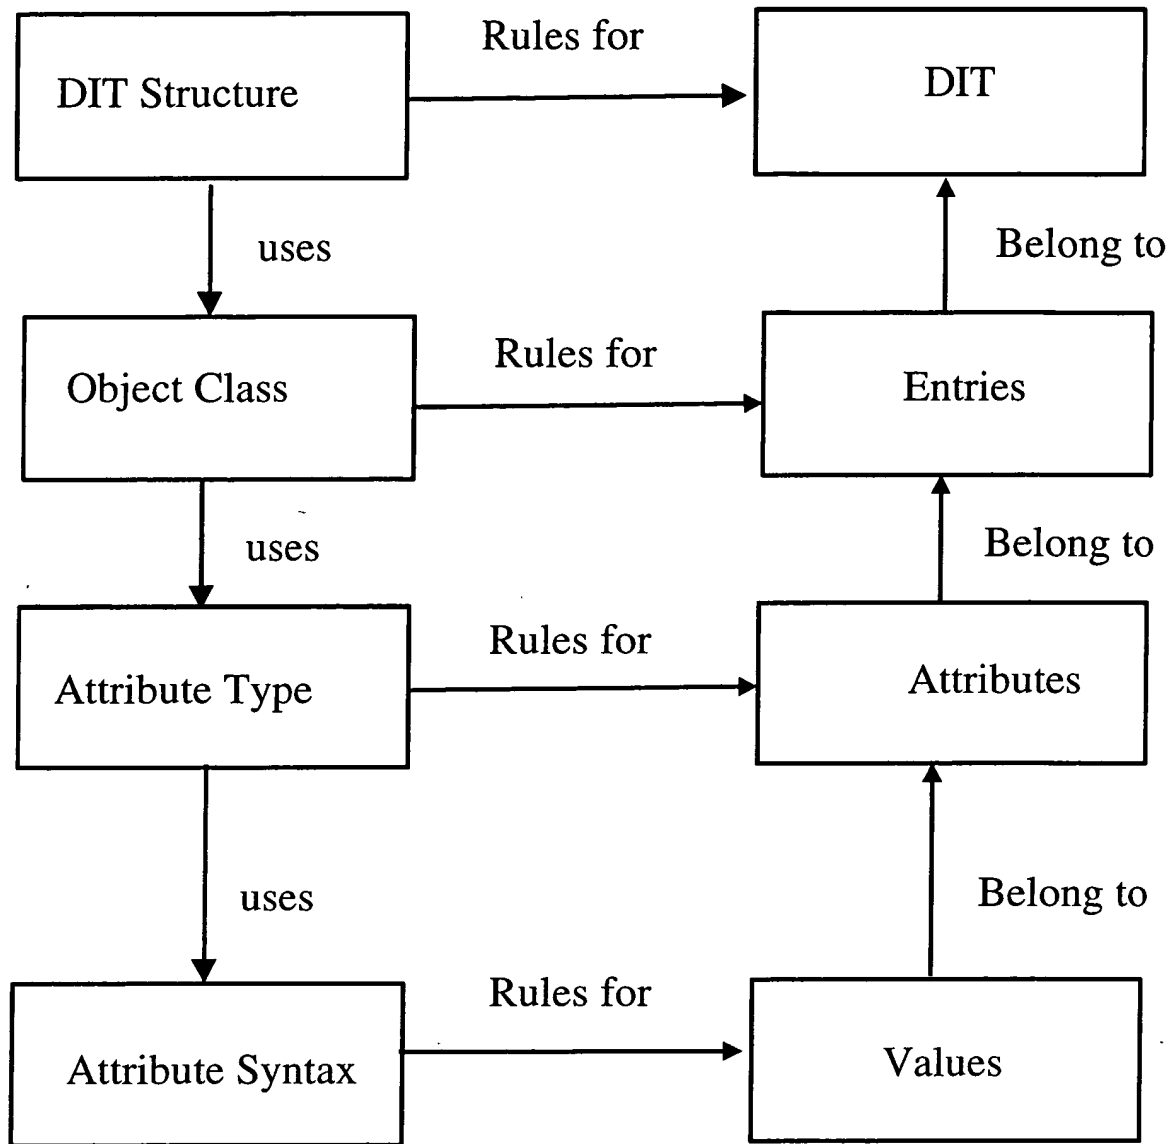 Rules for
DIT Structure
DIT
uses
Belong to
Rules for
Object Class
Entries
uses
Belong to
Rules for
Attribute Type
Attributes
uses
Belong to
Rules for
Attribute Syntax
Values